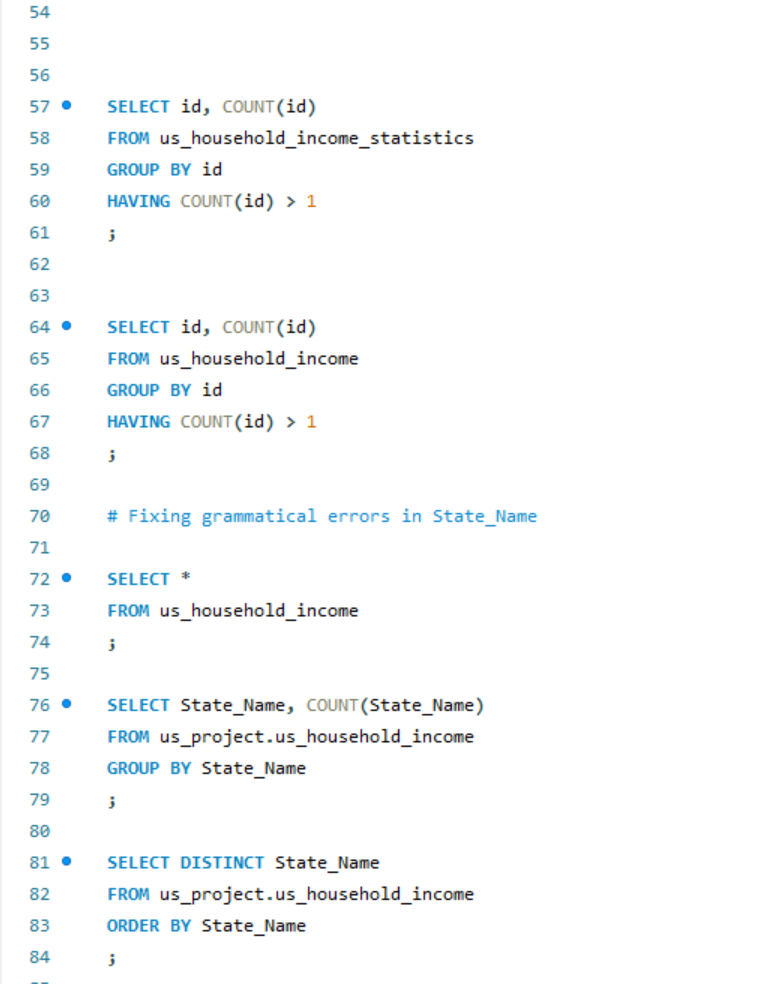 54
55
56
57 SELECT id, COUNT(id)
58 FROM us_household_income_statistics
59 GROUP BY id
60 HAVING COUNT(id) > 1
61 ;
62
63
64 SELECT id, COUNT(id)
65 FROM us_household_income
66 GROUP BY id
67 HAVING COUNT(id) > 1
68 ;
69
70 # Fixing grammatical errors in State_Name
71
72 SELECT *
73 FROM us_household_income
74 ;
75
76 SELECT State_Name, COUNT(State_Name)
77 FROM us_project.us_household_income
78 GROUP BY State_Name
79 ;
80
81 SELECT DISTINCT State_Name
82 FROM us_project.us_household_income
83 ORDER BY State_Name
84 ;